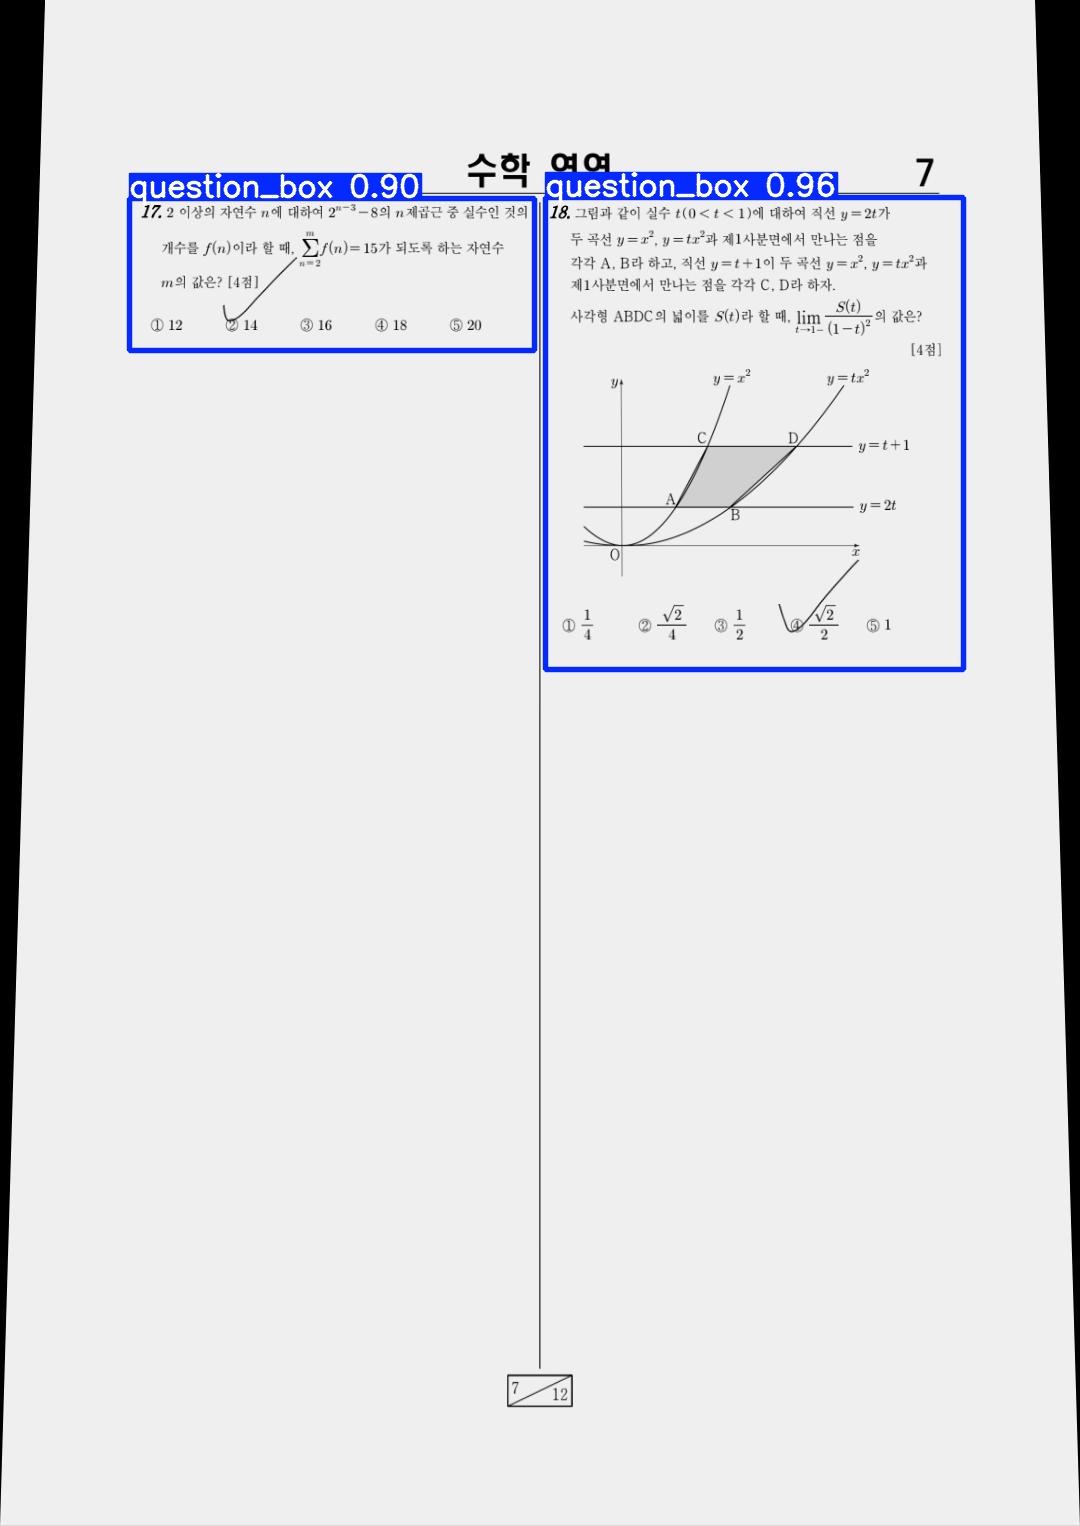 수학 영역
7
question_box 0.90
17. 2 이상의 자연수 n에 대하여 2^{n-3}-8의 n제곱근 중 실수인 것의
개수를 f(n)이라 할 때, \sum_{n=2}^{m} f(n)=15가 되도록 하는 자연수
m의 값은? [4점]
① 12 ② 14 ③ 16 ④ 18 ⑤ 20
question_box 0.96
18. 그림과 같이 실수 t(0<t<1)에 대하여 직선 y=2t가
두 곡선 y=x^2, y=tx^2과 제1사분면에서 만나는 점을
각각 A, B라 하고, 직선 y=t+1이 두 곡선 y=x^2, y=tx^2과
제1사분면에서 만나는 점을 각각 C, D라 하자.
사각형 ABDC의 넓이를 S(t)라 할 때, \lim_{t→1-} \frac{S(t)}{(1-t)^2}의 값은?
[4점]
y y=x^2 y=tx^2
C D y=t+1
A B y=2t
O x
① \frac{1}{4} ② \frac{\sqrt{2}}{4} ③ \frac{1}{2} ④ \frac{\sqrt{2}}{2} ⑤ 1
7 12